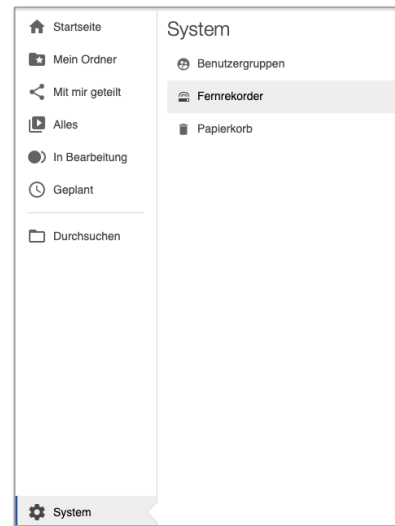 Startseite
Mein Ordner
Mit mir geteilt
Alles
In Bearbeitung
Geplant
Durchsuchen
System
System
Benutzergruppen
Fernrekorder
Papierkorb